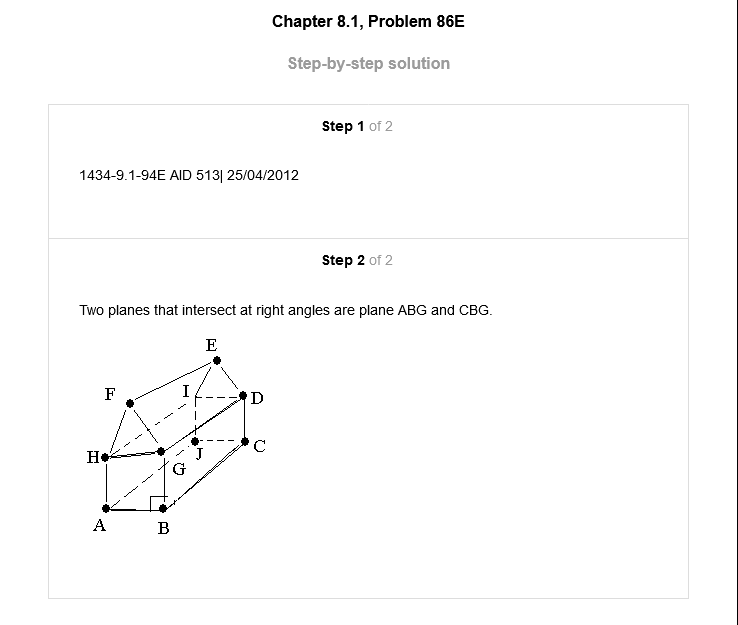 Chapter 8.1, Problem 86E
Step-by-step solution
Step 1 of 2
1434-9.1-94E AID 513| 25/04/2012
Step 2 of 2
Two planes that intersect at right angles are plane ABG and CBG.
E
F
I
D
H
G
J
C
A
B